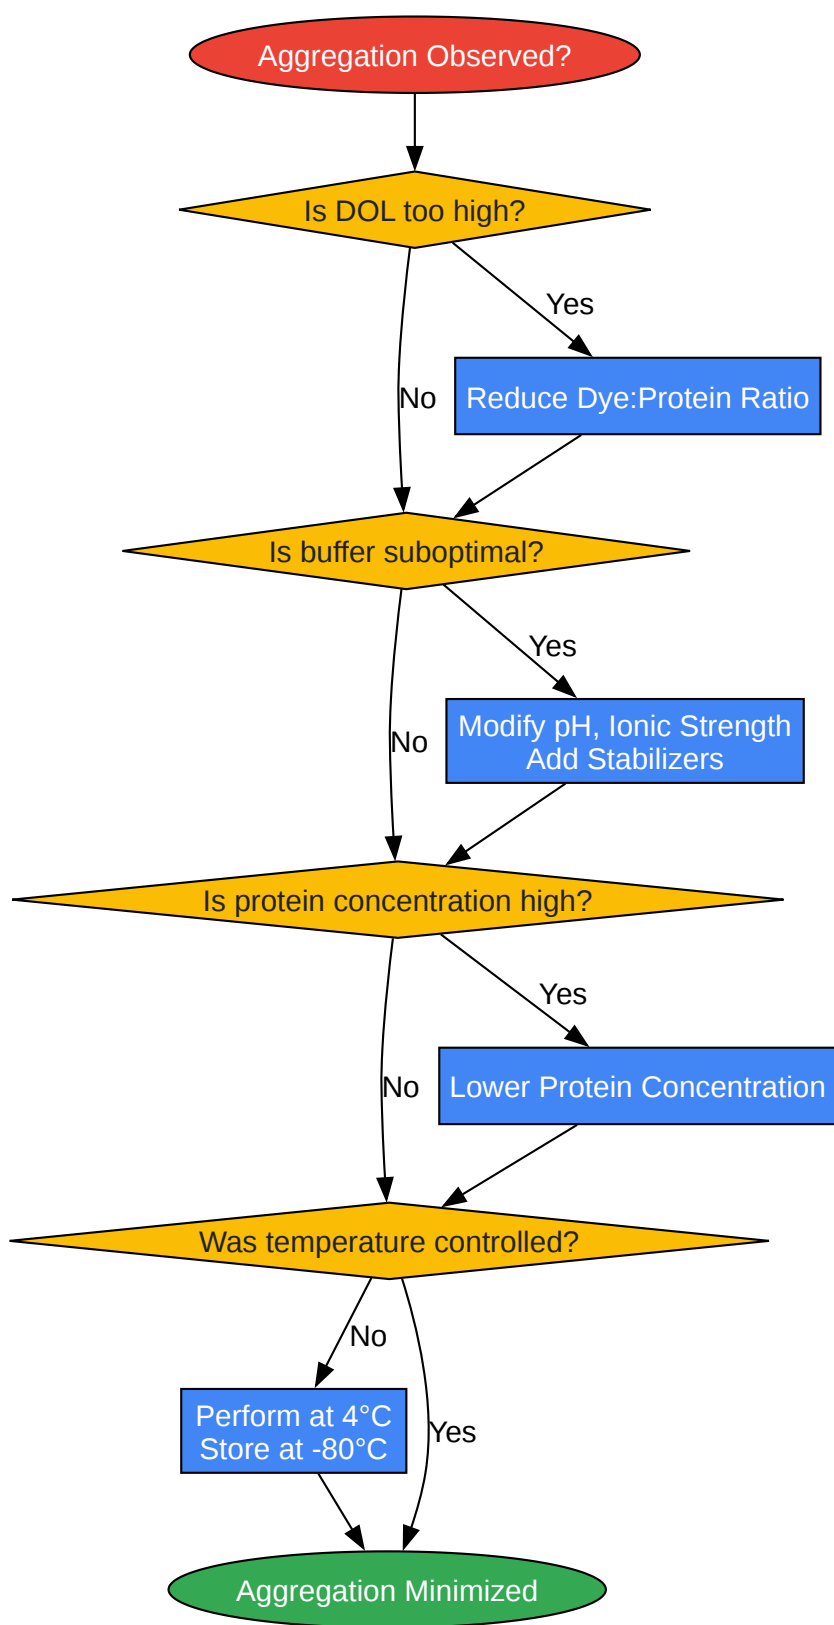 Aggregation Observed?
Is DOL too high?
Yes
No
Reduce Dye:Protein Ratio
Is buffer suboptimal?
Yes
No
Modify pH, Ionic Strength
Add Stabilizers
Is protein concentration high?
Yes
No
Lower Protein Concentration
Was temperature controlled?
No
Perform at 4°C
Store at -80°C
Yes
Aggregation Minimized